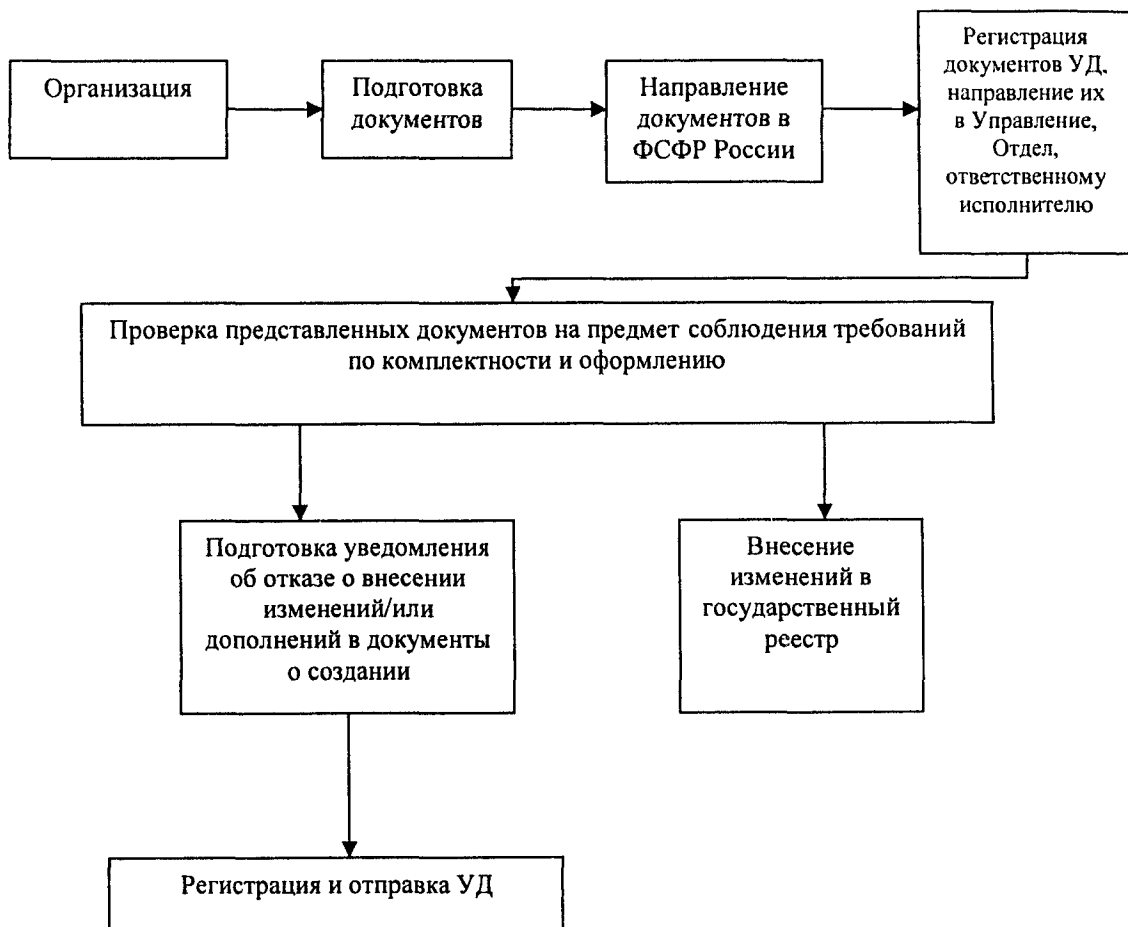 Организация
Подготовка
документов
Направление
документов в
ФСФР России
Регистрация
документов УД,
направление их
в Управление,
Отдел,
ответственному
исполнителю
Проверка представленных документов на предмет соблюдения требований
по комплектности и оформлению
Подготовка уведомления
об отказе о внесении
изменений/или
дополнений в документы
о создании
Внесение
изменений в
государственный
реестр
Регистрация и отправка УД